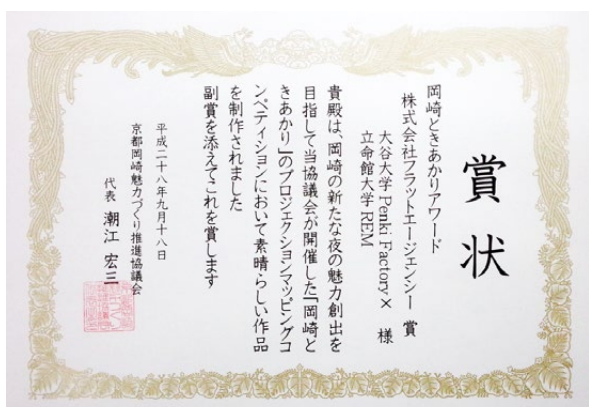 賞状
岡崎ときあかりアワード
株式会社フラットエージェンシー 賞
大谷大学 Penki Factory×
立命館大学 REM
様
貴殿は、岡崎の新たな夜の魅力創出を
目指して当協議会が開催した「岡崎と
きあかり」のプロジェクションマッピングコ
ンペティションにおいて素晴らしい作品
を制作されました
副賞を添えてこれを賞します
平成二十八年九月十八日
京都岡崎魅力づくり推進協議会
代表 潮江 宏三